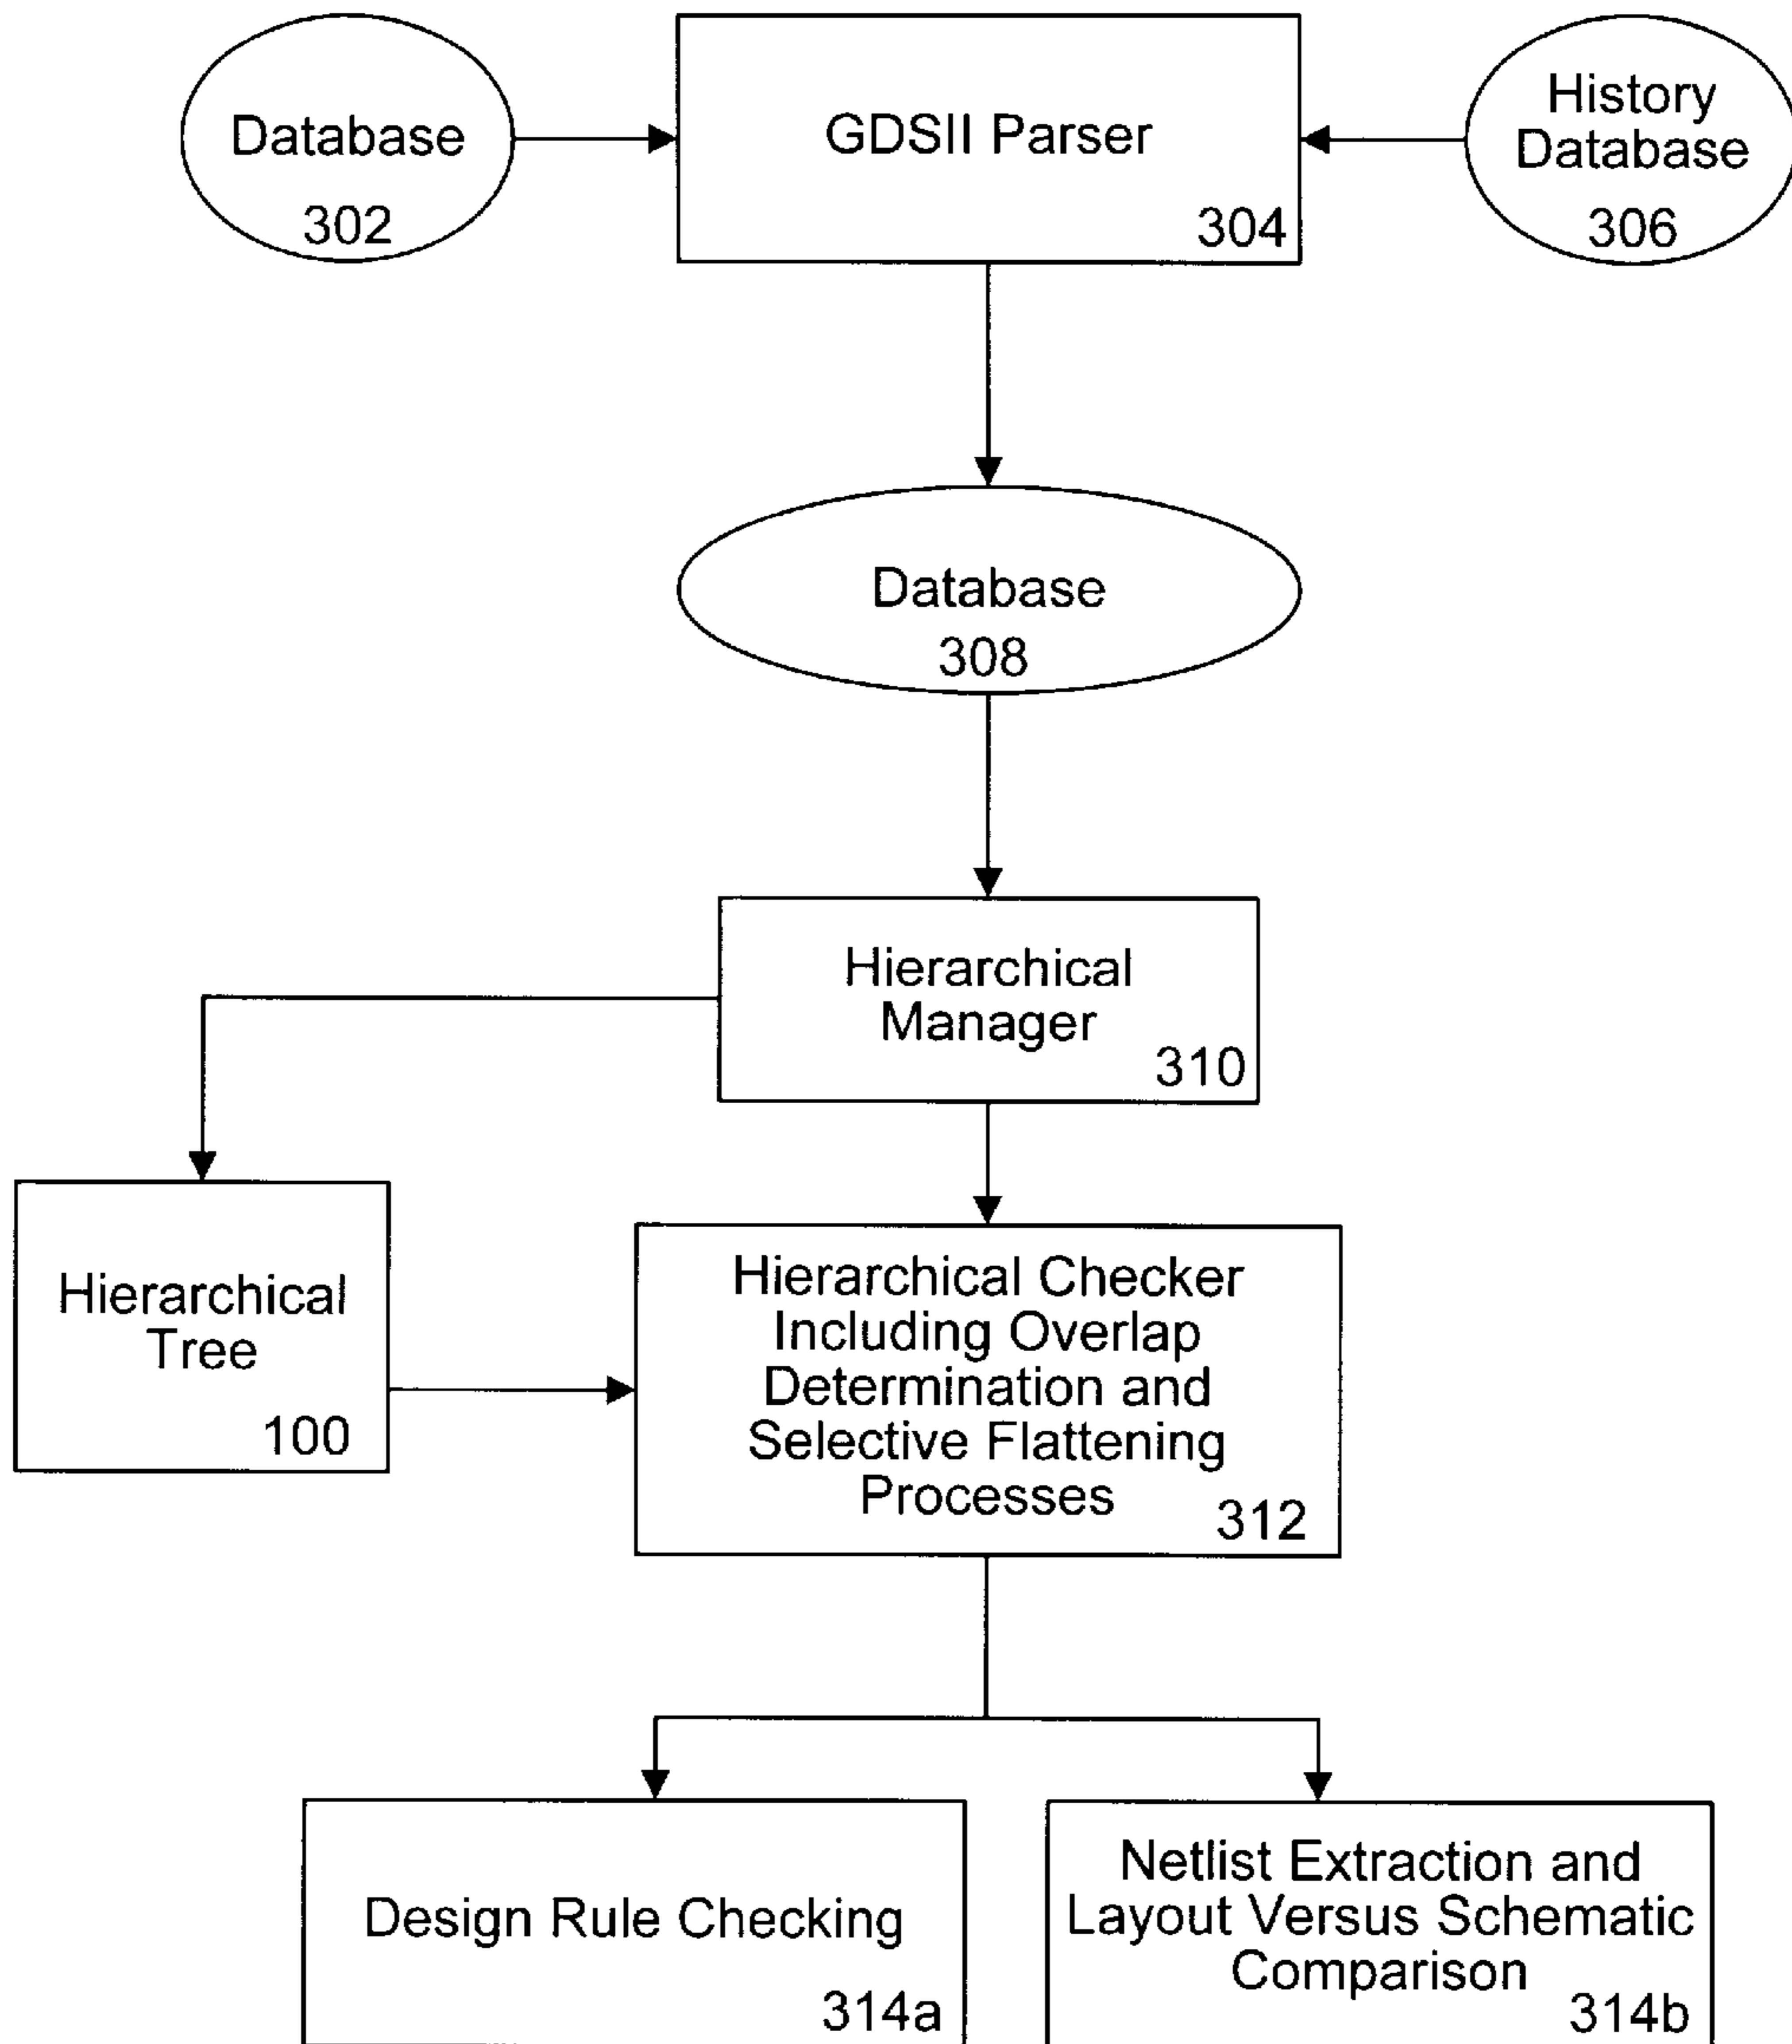 Database
302
GDSII Parser
304
History
Database
306
Database
308
Hierarchical
Manager
310
Hierarchical
Tree
100
Hierarchical Checker
Including Overlap
Determination and
Selective Flattening
Processes
312
Design Rule Checking
314a
Netlist Extraction and
Layout Versus Schematic
Comparison
314b